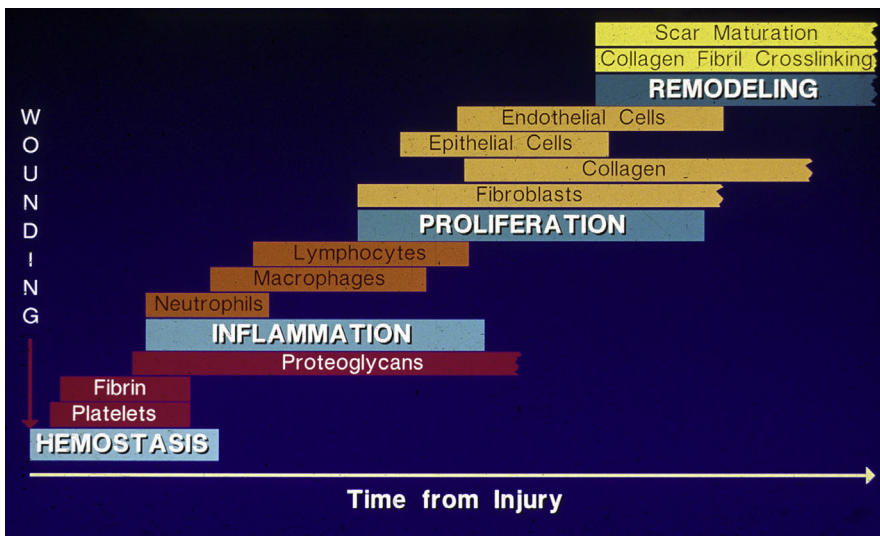 Scar Maturation
Collagen Fibril Crosslinking
REMODELING
WOUNDING
Endothelial Cells
Epithelial Cells
Collagen
Fibroblasts
PROLIFERATION
Lymphocytes
Macrophages
Neutrophils
INFLAMMATION
Proteoglycans
Fibrin
Platelets
HEMOSTASIS
Time from Injury